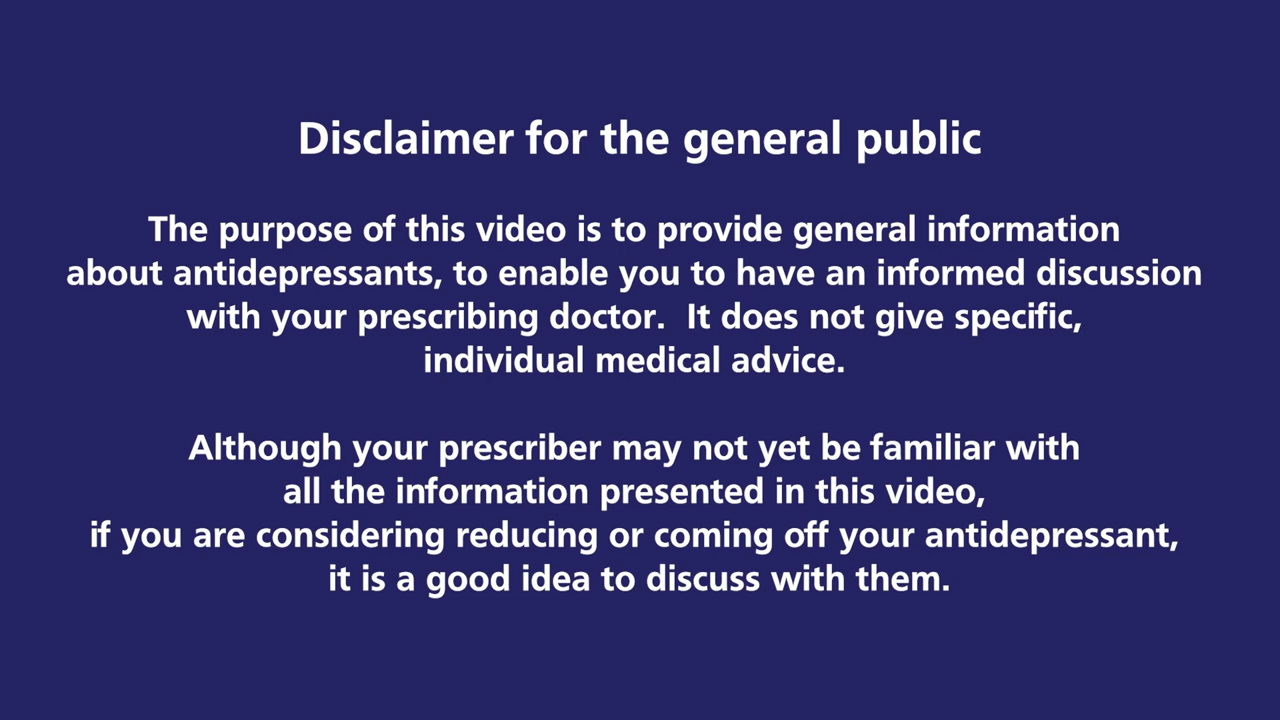 Disclaimer for the general public
The purpose of this video is to provide general information
about antidepressants, to enable you to have an informed discussion
with your prescribing doctor.  It does not give specific,
individual medical advice.
Although your prescriber may not yet be familiar with
all the information presented in this video,
if you are considering reducing or coming off your antidepressant,
it is a good idea to discuss with them.